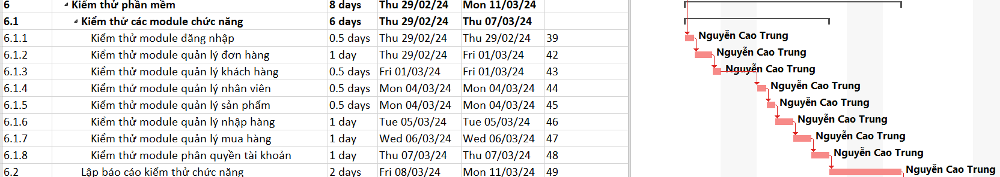 6 Kiểm thử phần mềm 8 days Thu 29/02/24 Mon 11/03/24
6.1 Kiểm thử các module chức năng 6 days Thu 29/02/24 Thu 07/03/24
6.1.1 Kiểm thử module đăng nhập 0.5 days Thu 29/02/24 Thu 29/02/24 39 Nguyễn Cao Trung
6.1.2 Kiểm thử module quản lý đơn hàng 1 day Thu 29/02/24 Fri 01/03/24 42 Nguyễn Cao Trung
6.1.3 Kiểm thử module quản lý khách hàng 0.5 days Fri 01/03/24 Fri 01/03/24 43 Nguyễn Cao Trung
6.1.4 Kiểm thử module quản lý nhân viên 0.5 days Mon 04/03/24 Mon 04/03/24 44 Nguyễn Cao Trung
6.1.5 Kiểm thử module quản lý sản phẩm 0.5 days Mon 04/03/24 Mon 04/03/24 45 Nguyễn Cao Trung
6.1.6 Kiểm thử module quản lý nhập hàng 1 day Tue 05/03/24 Tue 05/03/24 46 Nguyễn Cao Trung
6.1.7 Kiểm thử module quản lý mua hàng 1 day Wed 06/03/24 Wed 06/03/24 47 Nguyễn Cao Trung
6.1.8 Kiểm thử module phân quyền tài khoản 1 day Thu 07/03/24 Thu 07/03/24 48 Nguyễn Cao Trung
6.2 Lập báo cáo kiểm thử chức năng 2 days Fri 08/03/24 Mon 11/03/24 49 Nguyễn Cao Trung